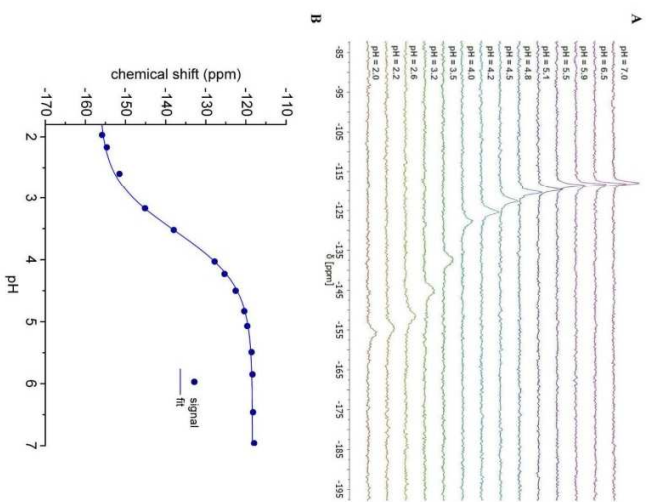 A
pH = 7.0
pH = 6.5
pH = 5.9
pH = 5.5
pH = 5.1
pH = 4.8
pH = 4.5
pH = 4.2
pH = 4.0
pH = 3.5
pH = 3.2
pH = 2.6
pH = 2.2
pH = 2.0
-85 -95 -105 -115 -125 -135 -145 -155 -165 -175 -185 -195
δ [ppm]
B
chemical shift (ppm)
-110
-120
-130
-140
-150
-160
-170
2 3 4 5 6 7
pH
signal
fit